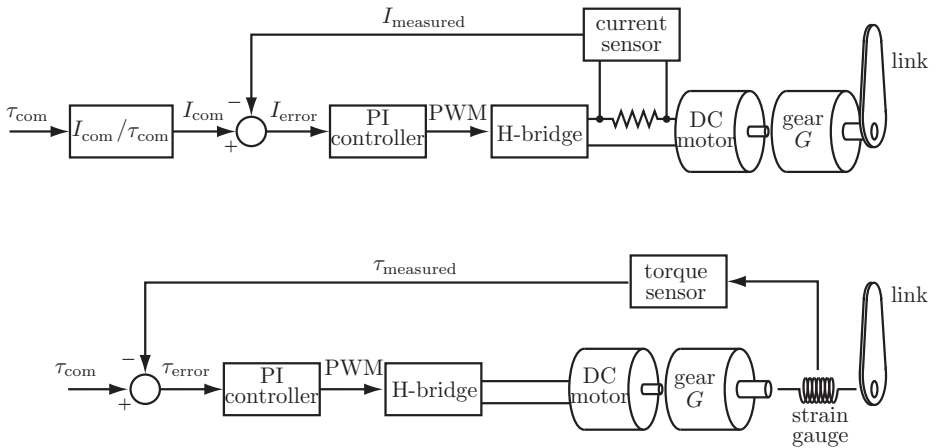 I_measured
current
sensor
link
τ_com
I_com/τ_com
I_com
−
+
I_error
PI
controller
PWM
H-bridge
DC
motor
gear
G
τ_measured
torque
sensor
link
τ_com
−
+
τ_error
PI
controller
PWM
H-bridge
DC
motor
gear
G
strain
gauge